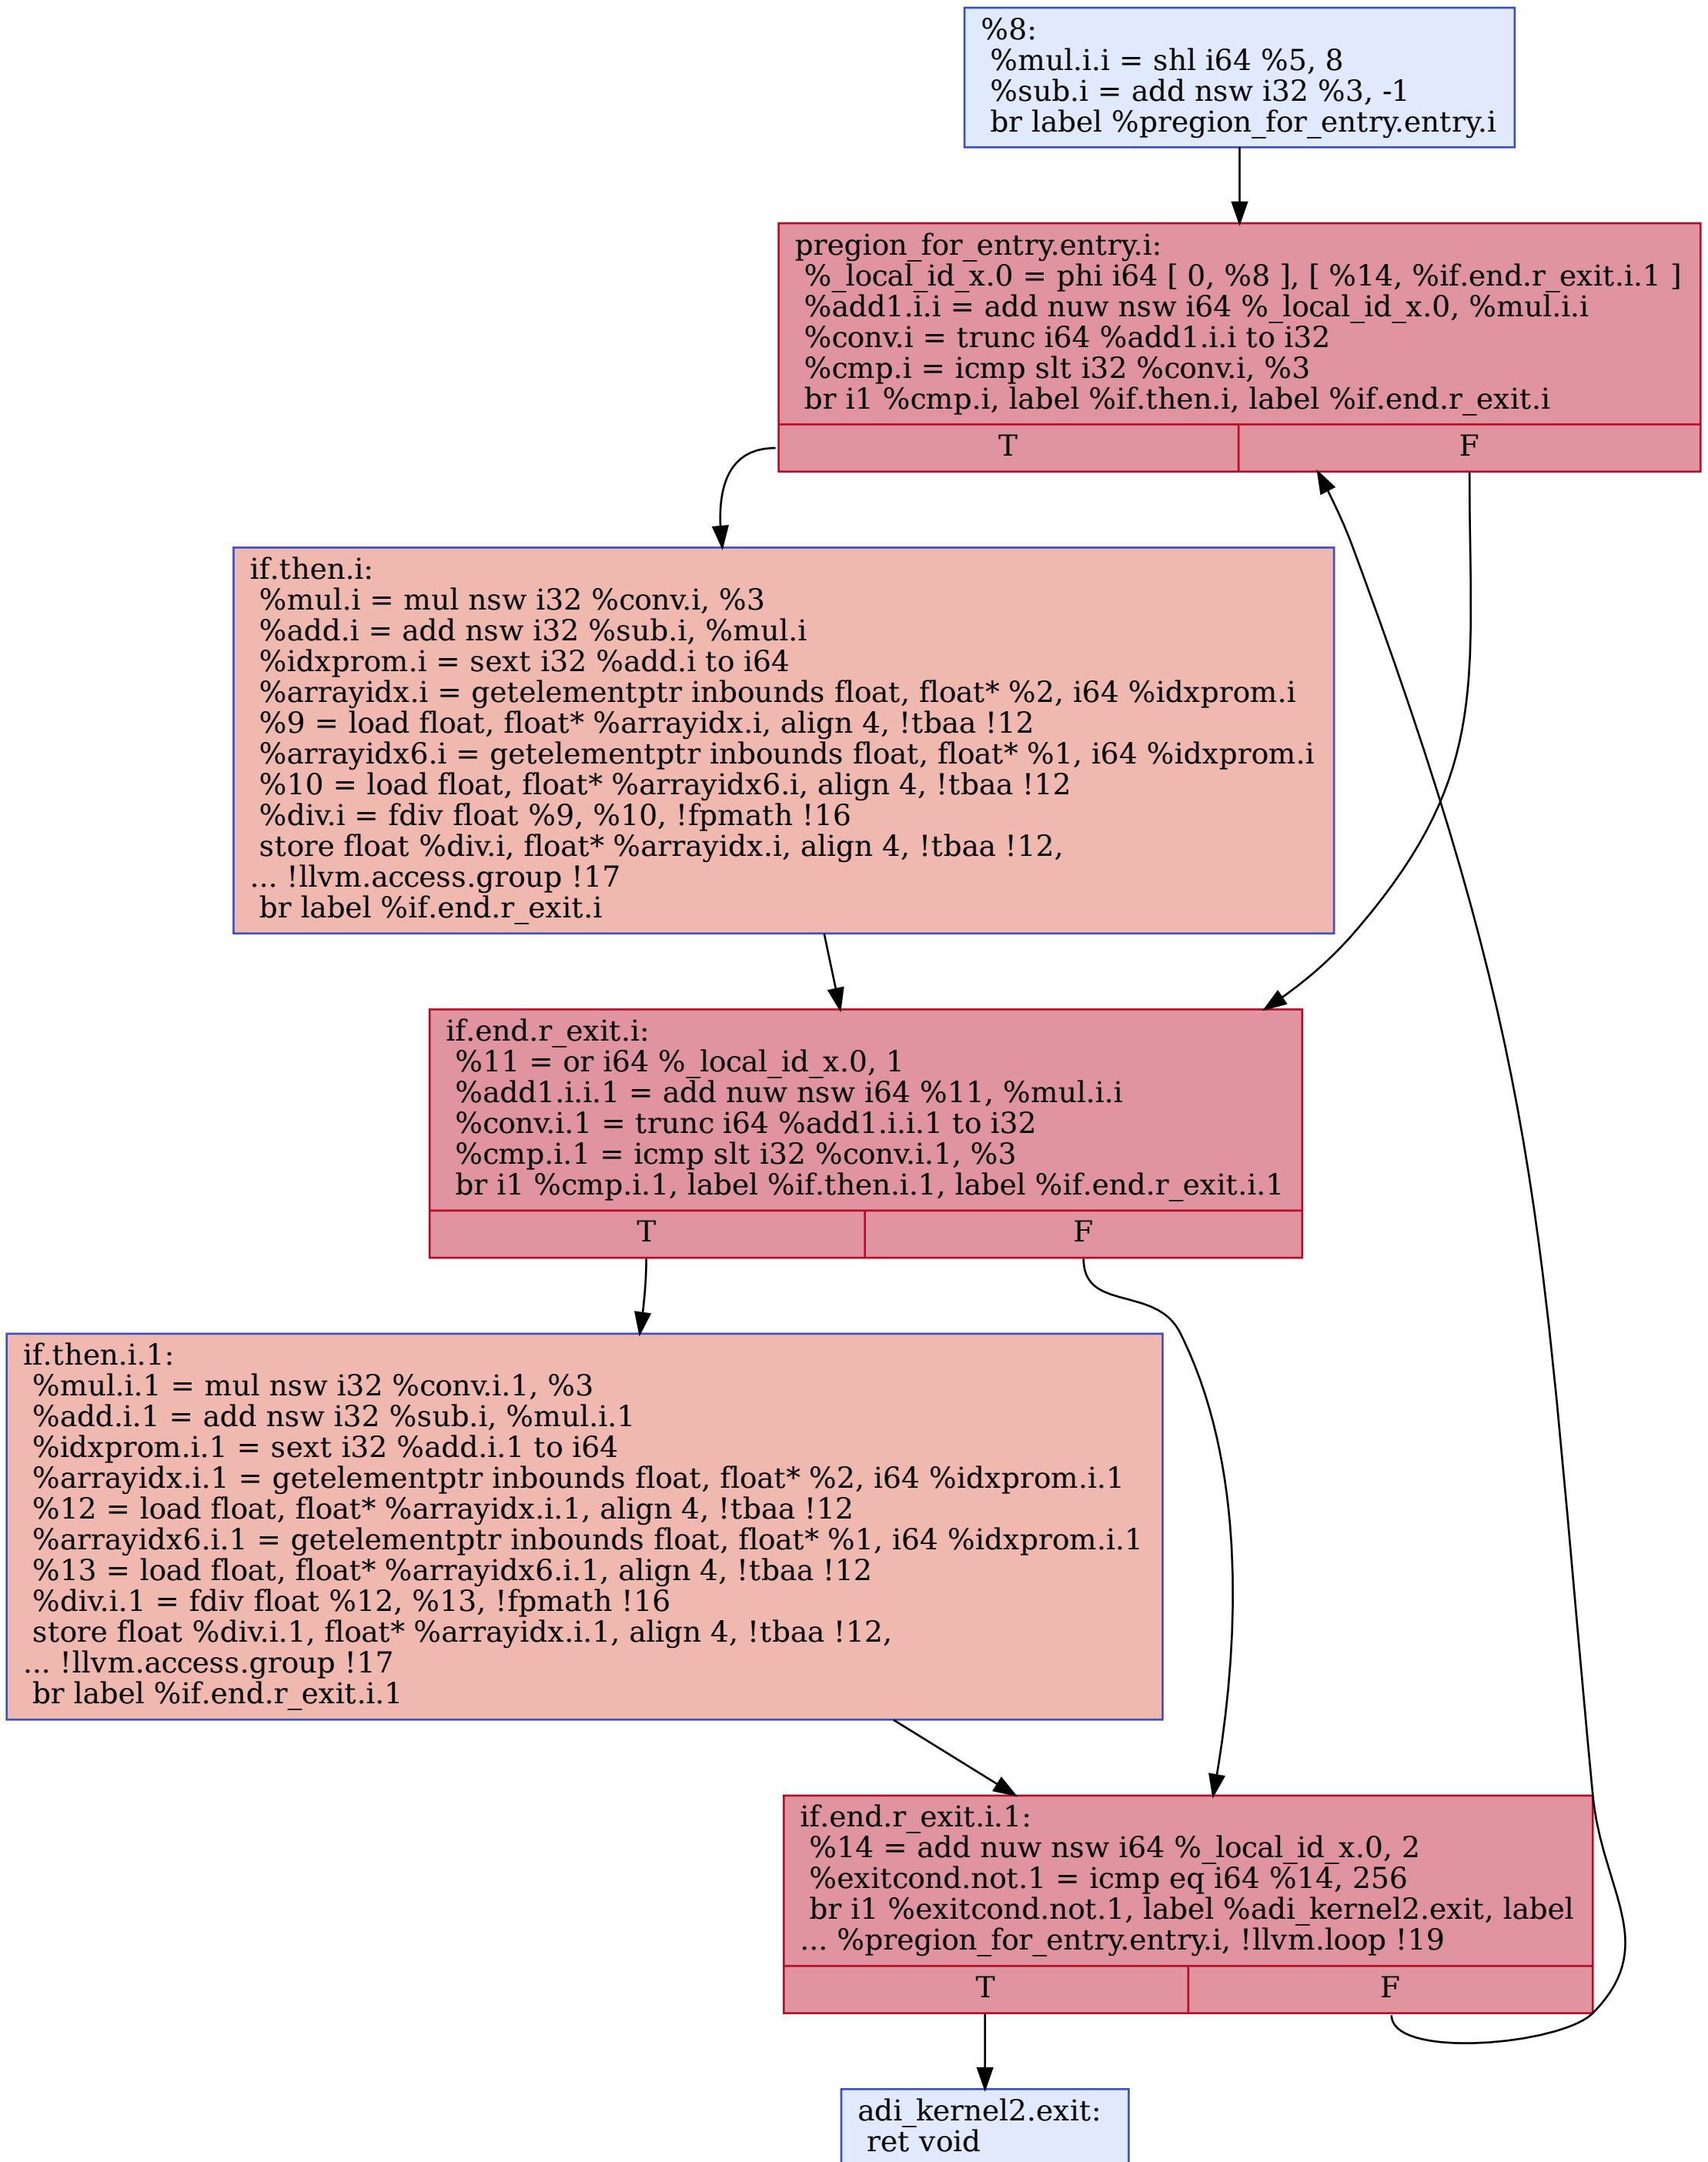 %8:
%mul.i.i = shl i64 %5, 8
%sub.i = add nsw i32 %3, -1
br label %pregion_for_entry.entry.i
pregion_for_entry.entry.i:
%_local_id_x.0 = phi i64 [ 0, %8 ], [ %14, %if.end.r_exit.i.1 ]
%add1.i.i = add nuw nsw i64 %_local_id_x.0, %mul.i.i
%conv.i = trunc i64 %add1.i.i to i32
%cmp.i = icmp slt i32 %conv.i, %3
br i1 %cmp.i, label %if.then.i, label %if.end.r_exit.i
T F
if.then.i:
%mul.i = mul nsw i32 %conv.i, %3
%add.i = add nsw i32 %sub.i, %mul.i
%idxprom.i = sext i32 %add.i to i64
%arrayidx.i = getelementptr inbounds float, float* %2, i64 %idxprom.i
%9 = load float, float* %arrayidx.i, align 4, !tbaa !12
%arrayidx6.i = getelementptr inbounds float, float* %1, i64 %idxprom.i
%10 = load float, float* %arrayidx6.i, align 4, !tbaa !12
%div.i = fdiv float %9, %10, !fpmath !16
store float %div.i, float* %arrayidx.i, align 4, !tbaa !12,
... !llvm.access.group !17
br label %if.end.r_exit.i
if.end.r_exit.i:
%11 = or i64 %_local_id_x.0, 1
%add1.i.i.1 = add nuw nsw i64 %11, %mul.i.i
%conv.i.1 = trunc i64 %add1.i.i.1 to i32
%cmp.i.1 = icmp slt i32 %conv.i.1, %3
br i1 %cmp.i.1, label %if.then.i.1, label %if.end.r_exit.i.1
T F
if.then.i.1:
%mul.i.1 = mul nsw i32 %conv.i.1, %3
%add.i.1 = add nsw i32 %sub.i, %mul.i.1
%idxprom.i.1 = sext i32 %add.i.1 to i64
%arrayidx.i.1 = getelementptr inbounds float, float* %2, i64 %idxprom.i.1
%12 = load float, float* %arrayidx.i.1, align 4, !tbaa !12
%arrayidx6.i.1 = getelementptr inbounds float, float* %1, i64 %idxprom.i.1
%13 = load float, float* %arrayidx6.i.1, align 4, !tbaa !12
%div.i.1 = fdiv float %12, %13, !fpmath !16
store float %div.i.1, float* %arrayidx.i.1, align 4, !tbaa !12,
... !llvm.access.group !17
br label %if.end.r_exit.i.1
if.end.r_exit.i.1:
%14 = add nuw nsw i64 %_local_id_x.0, 2
%exitcond.not.1 = icmp eq i64 %14, 256
br i1 %exitcond.not.1, label %adi_kernel2.exit, label
... %pregion_for_entry.entry.i, !llvm.loop !19
T F
adi_kernel2.exit:
ret void